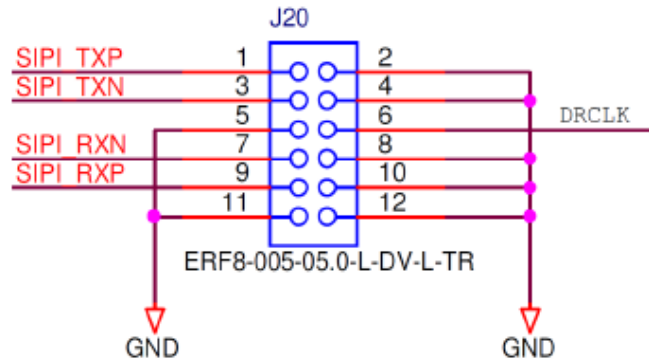 J20
SIPI_TXP 1 2
SIPI_TXN 3 4
5 6 DRCLK
SIPI_RXN 7 8
SIPI_RXP 9 10
11 12
ERF8-005-05.0-L-DV-L-TR
GND GND